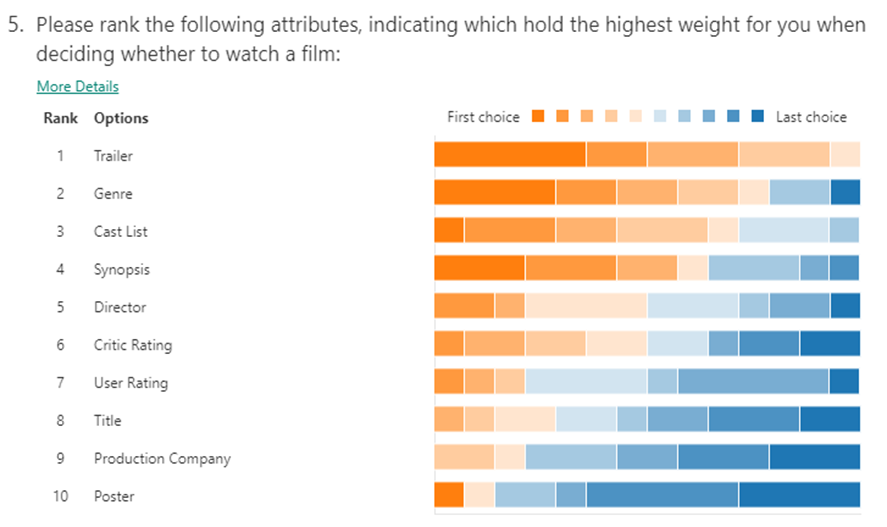 5. Please rank the following attributes, indicating which hold the highest weight for you when
deciding whether to watch a film:
More Details
Rank Options
First choice Last choice
1 Trailer
2 Genre
3 Cast List
4 Synopsis
5 Director
6 Critic Rating
7 User Rating
8 Title
9 Production Company
10 Poster